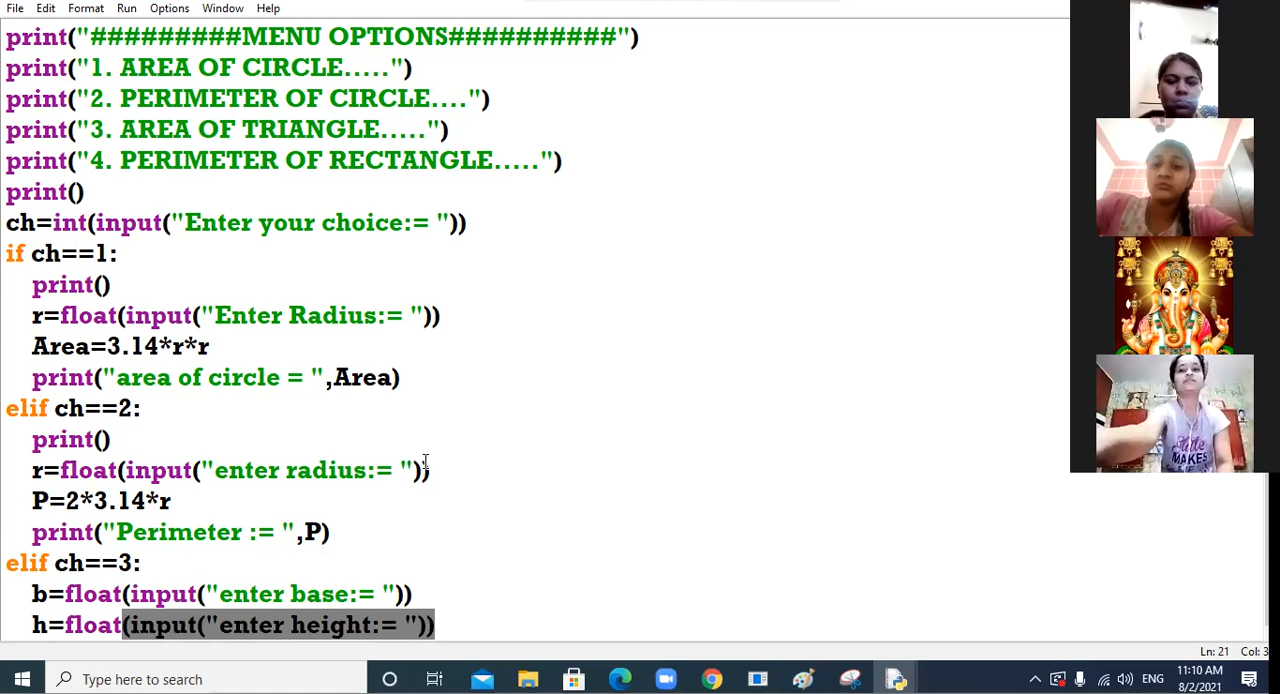 File Edit Format Run Options Window Help
print("#########MENU OPTIONS##########")
print("1. AREA OF CIRCLE.....")
print("2. PERIMETER OF CIRCLE....")
print("3. AREA OF TRIANGLE.....")
print("4. PERIMETER OF RECTANGLE.....")
print()
ch=int(input("Enter your choice:= "))
if ch==1:
print()
r=float(input("Enter Radius:= "))
Area=3.14*r*r
print("area of circle = ",Area)
elif ch==2:
print()
r=float(input("enter radius:= "))
P=2*3.14*r
print("Perimeter := ",P)
elif ch==3:
b=float(input("enter base:= "))
h=float(input("enter height:= "))
Ln: 21 Col: 3
Type here to search
ENG
11:10 AM
8/2/2021